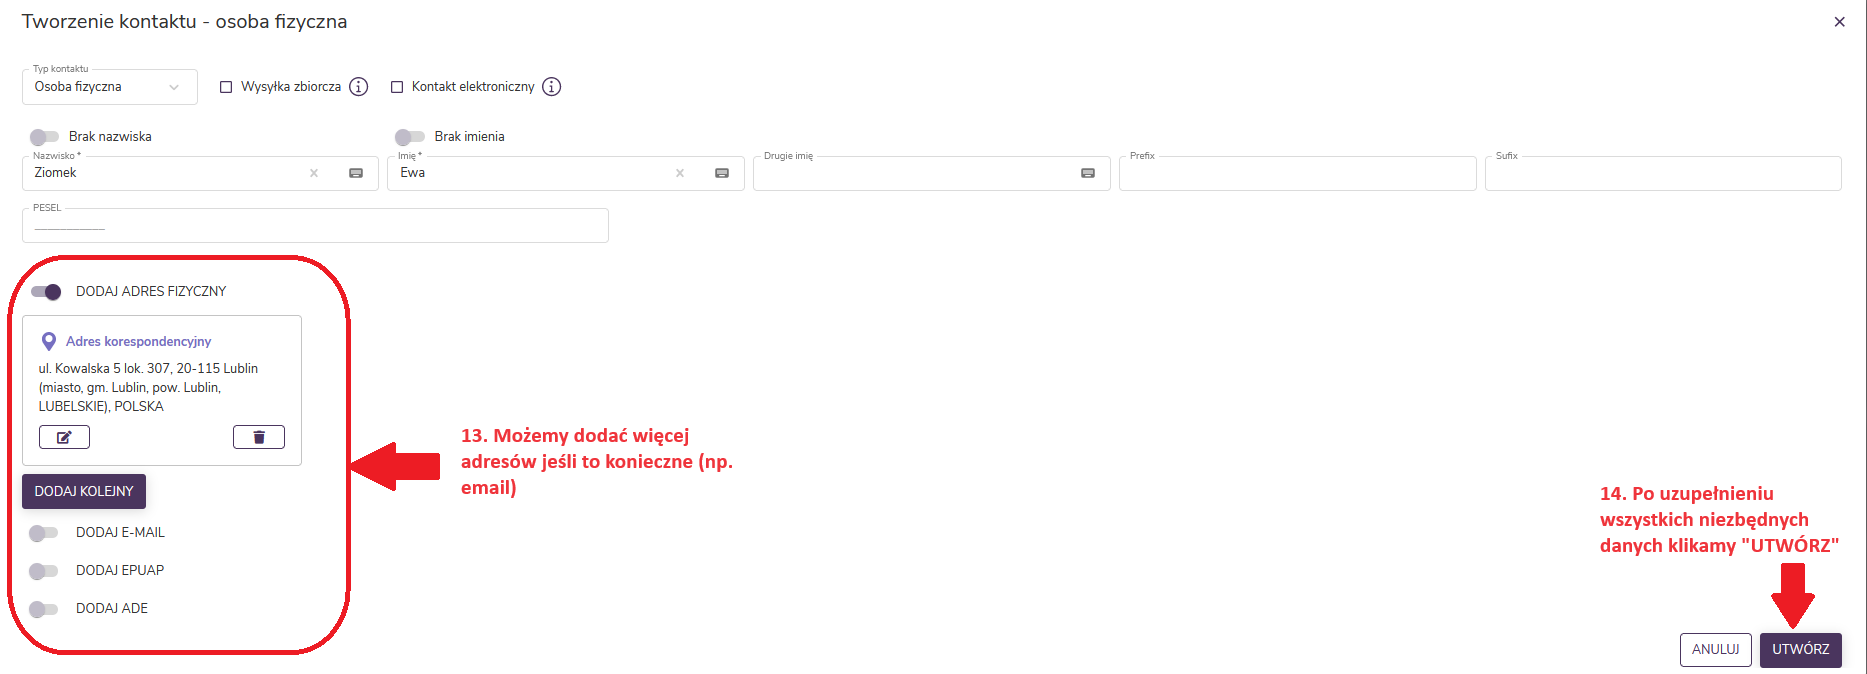 Tworzenie kontaktu - osoba fizyczna
Typ kontaktu
Osoba fizyczna
Wysyłka zbiorcza
Kontakt elektroniczny
Brak nazwiska
Brak imienia
Nazwisko *
Ziomek
Imię *
Ewa
Drugie imię
Prefix
Sufix
PESEL
___________
DODAJ ADRES FIZYCZNY
Adres korespondencyjny
ul. Kowalska 5 lok. 307, 20-115 Lublin
(miasto, gm. Lublin, pow. Lublin,
LUBELSKIE), POLSKA
DODAJ KOLEJNY
DODAJ E-MAIL
DODAJ EPUAP
DODAJ ADE
13. Możemy dodać więcej
adresów jeśli to konieczne (np.
email)
14. Po uzupełnieniu
wszystkich niezbędnych
danych klikamy "UTWÓRZ"
ANULUJ
UTWÓRZ